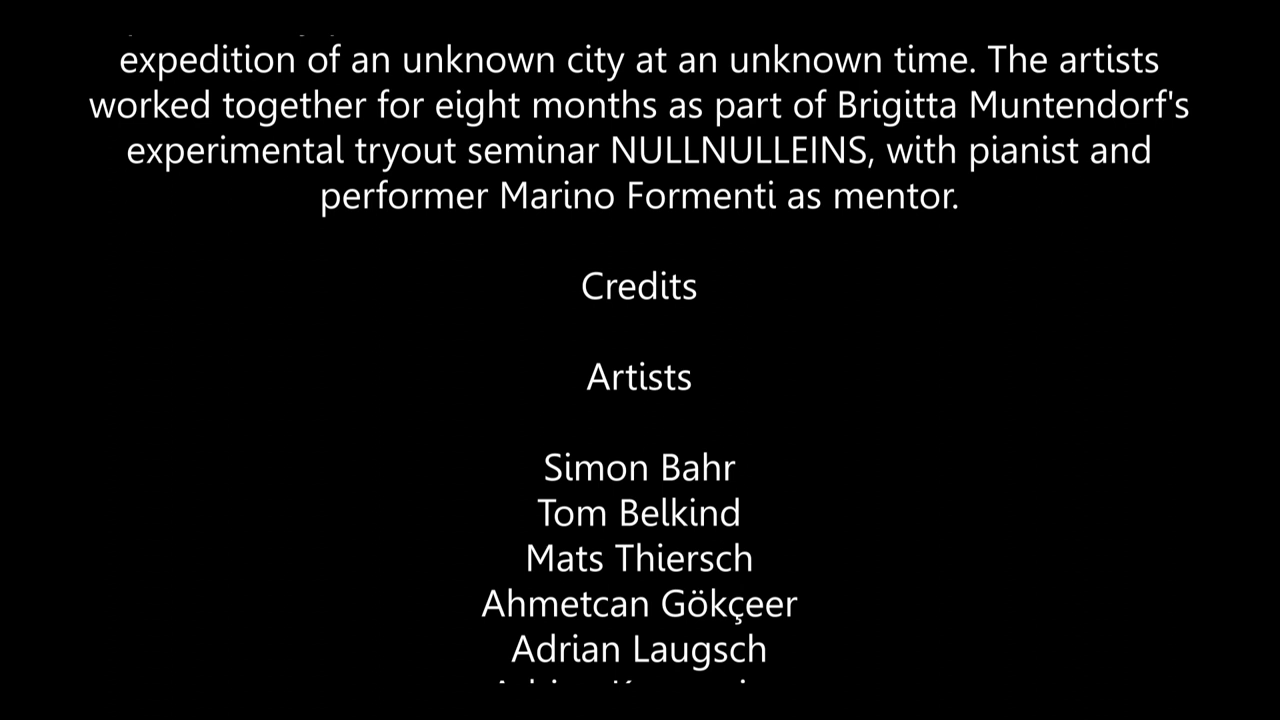 expedition of an unknown city at an unknown time. The artists
worked together for eight months as part of Brigitta Muntendorf's
experimental tryout seminar NULLNULLEINS, with pianist and
performer Marino Formenti as mentor.
Credits
Artists
Simon Bahr
Tom Belkind
Mats Thiersch
Ahmetcan Gökçeer
Adrian Laugsch